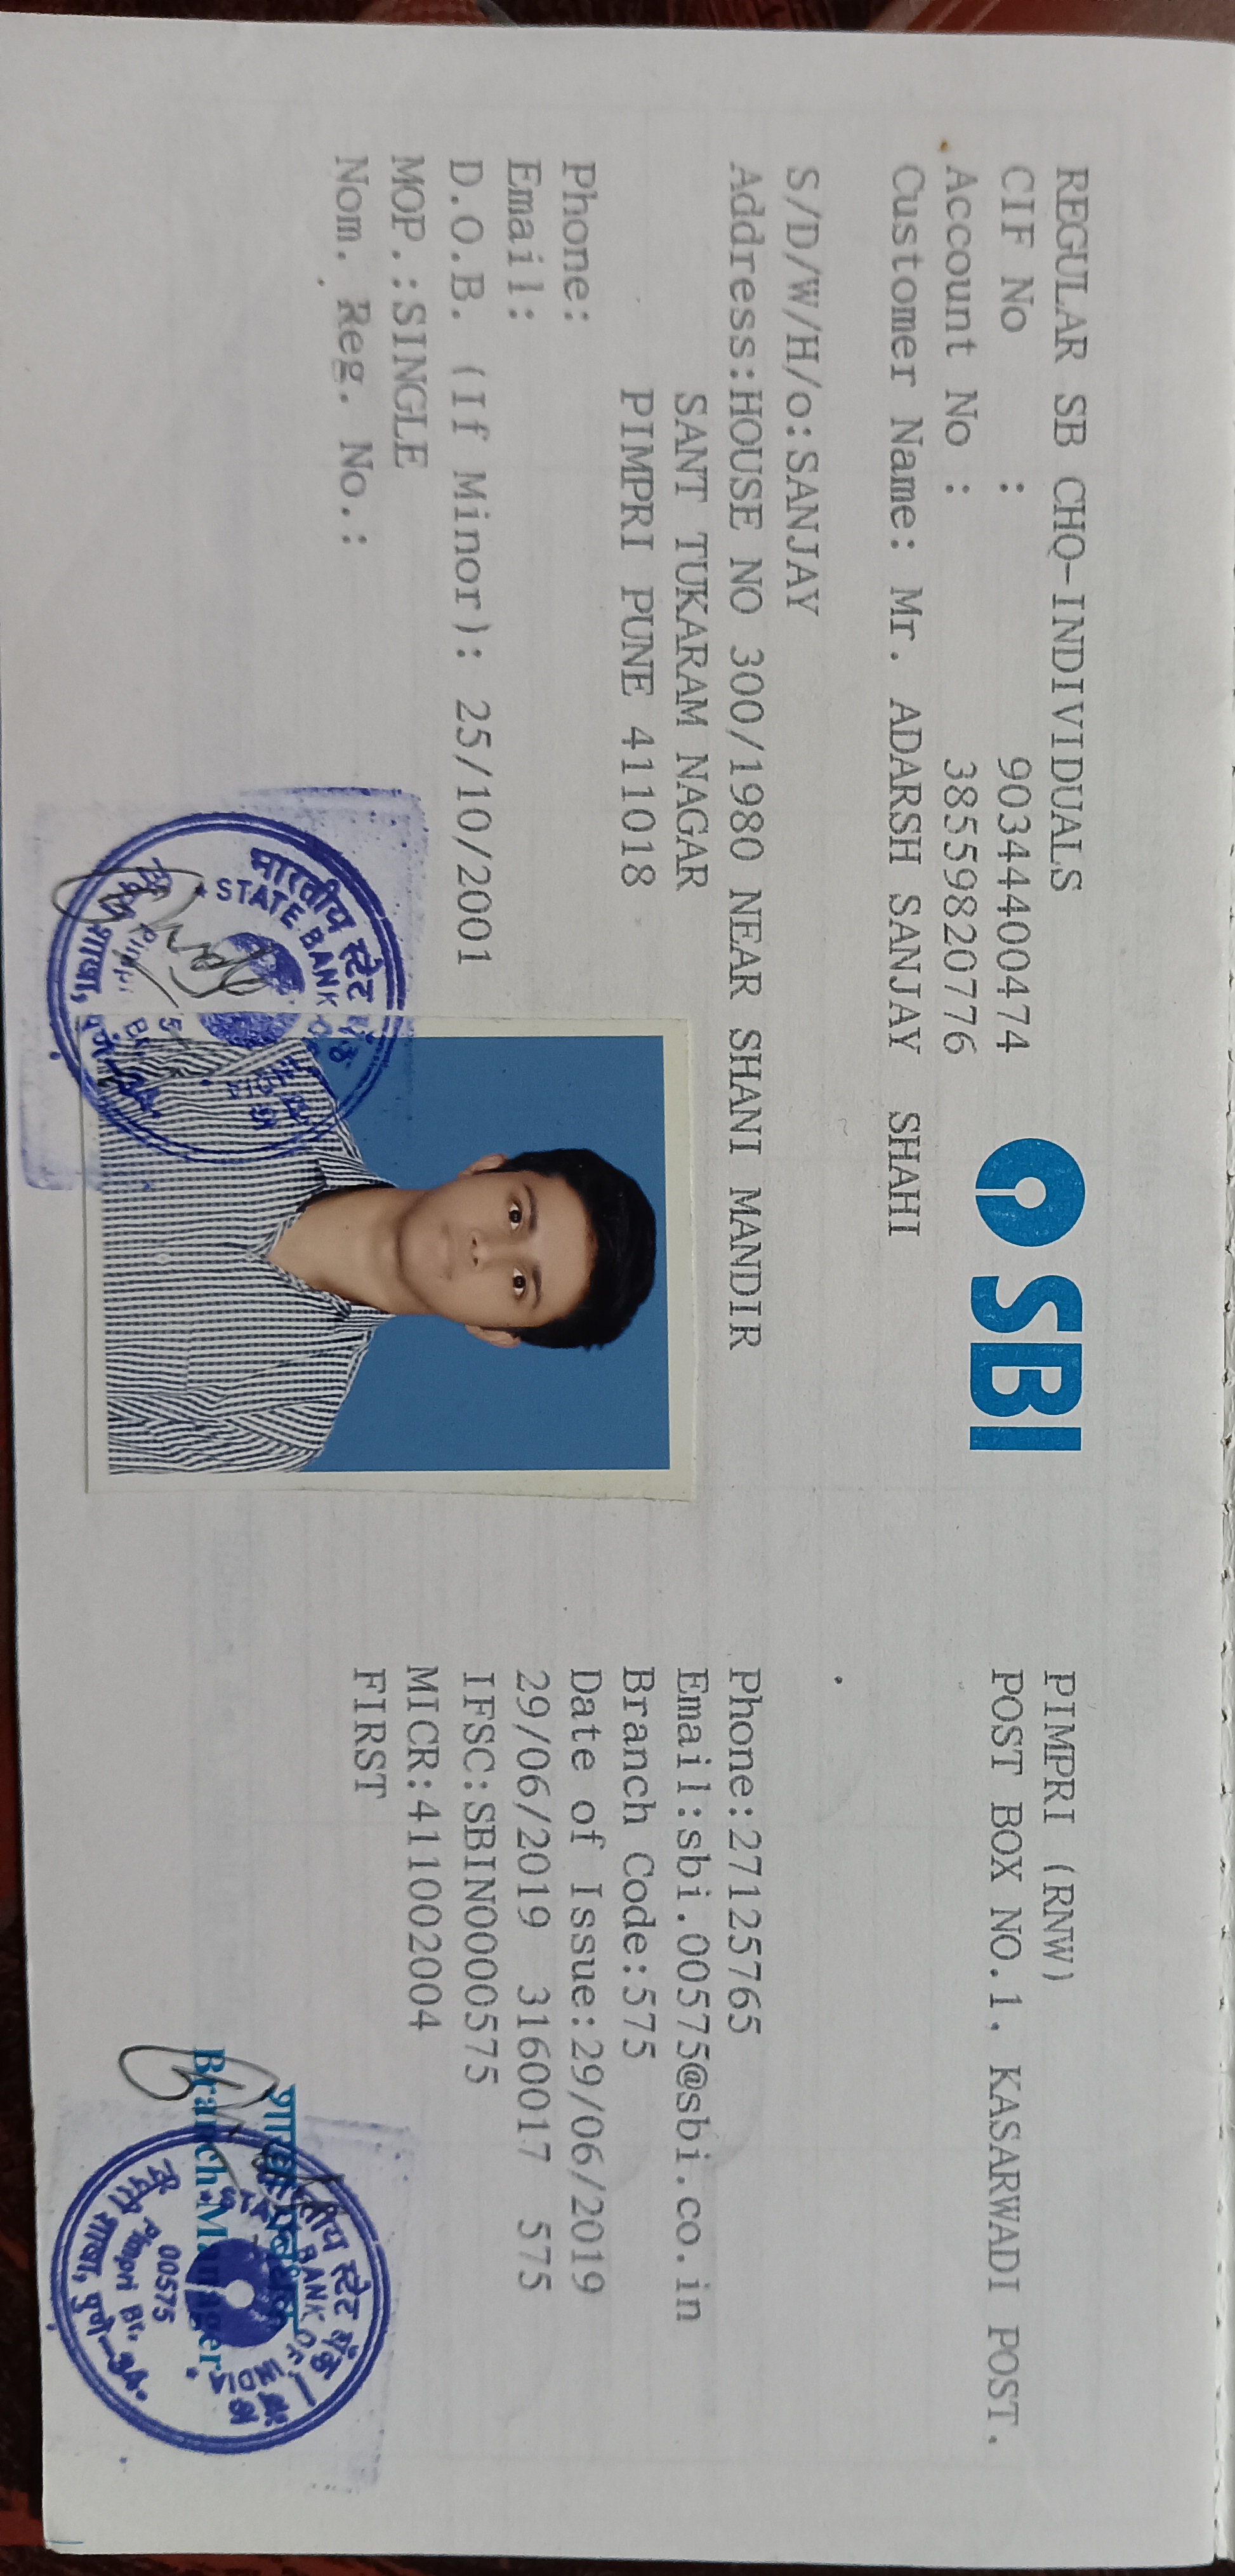 REGULAR SB CHQ-INDIVIDUALS
CIF No : 90344400474
Account No : 38559820776
Customer Name: Mr. ADARSH SANJAY SHAHI
SBI
PIMPRI (RNW)
POST BOX NO.1, KASARWADI POST.
S/D/W/H/o:SANJAY
Address:HOUSE NO 300/1980 NEAR SHANI MANDIR
SANT TUKARAM NAGAR
PIMPRI PUNE 411018
Phone:
Email:
D.O.B. (If Minor): 25/10/2001
MOP.:SINGLE
Nom. Reg. No.:
Phone:27125765
Email:sbi.00575@sbi.co.in
Branch Code:575
Date of Issue:29/06/2019
29/06/2019 3160017 575
IFSC:SBIN0000575
MICR:411002004
FIRST
भारतीय स्टेट बैंक
STATE BANK
शाखा
Branch Manager
भारतीय स्टेट बैंक
STATE BANK OF INDIA
00575
Pimpri Br.
शाखा, पुणे